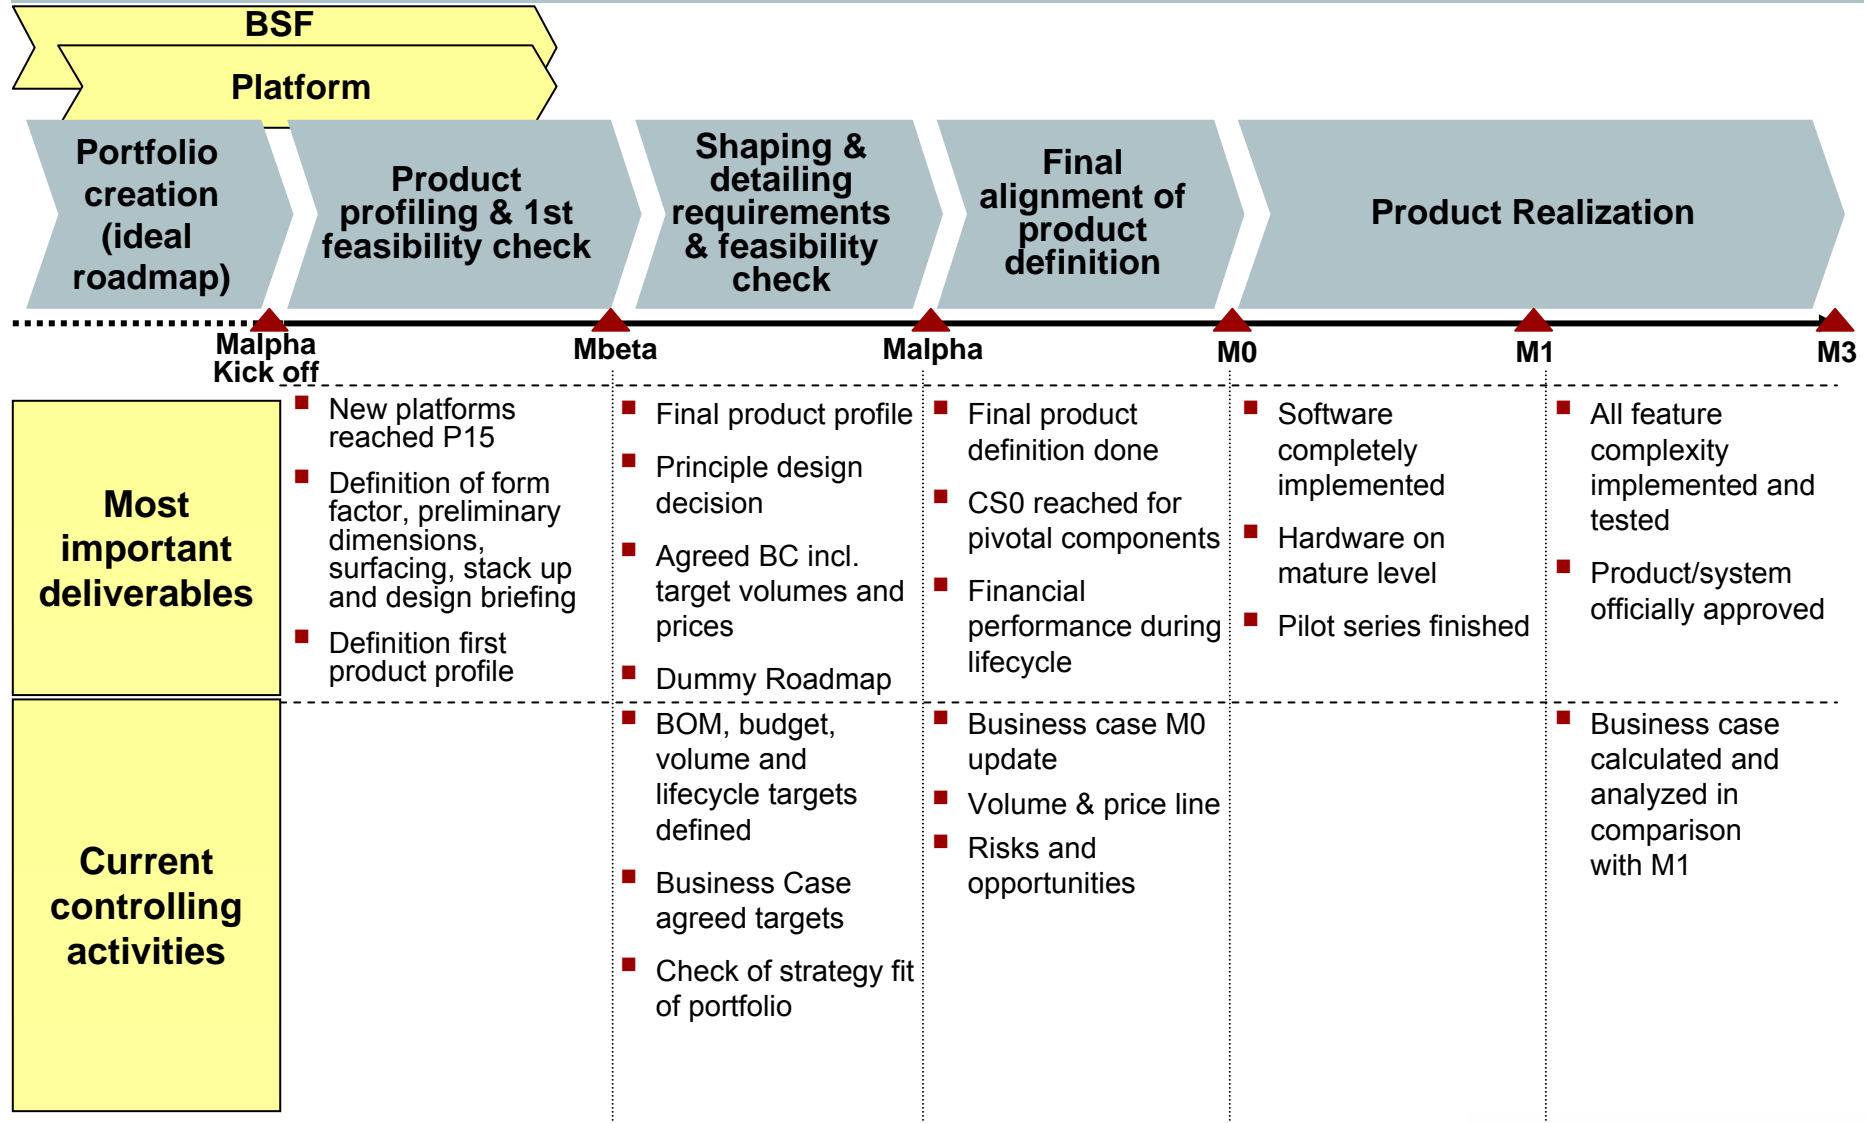 BSF
Platform
Portfolio
creation
(ideal
roadmap)
Product
profiling & 1st
feasibility check
Shaping &
detailing
requirements
& feasibility
check
Final
alignment of
product
definition
Product Realization
Malpha
Kick off
Mbeta
Malpha
M0
M1
M3
Most
important
deliverables
New platforms
reached P15
Definition of form
factor, preliminary
dimensions,
surfacing, stack up
and design briefing
Definition first
product profile
Final product profile
Principle design
decision
Agreed BC incl.
target volumes and
prices
Dummy Roadmap
Final product
definition done
CS0 reached for
pivotal components
Financial
performance during
lifecycle
Software
completely
implemented
Hardware on
mature level
Pilot series finished
All feature
complexity
implemented and
tested
Product/system
officially approved
Current
controlling
activities
BOM, budget,
volume and
lifecycle targets
defined
Business Case
agreed targets
Check of strategy fit
of portfolio
Business case M0
update
Volume & price line
Risks and
opportunities
Business case
calculated and
analyzed in
comparison
with M1